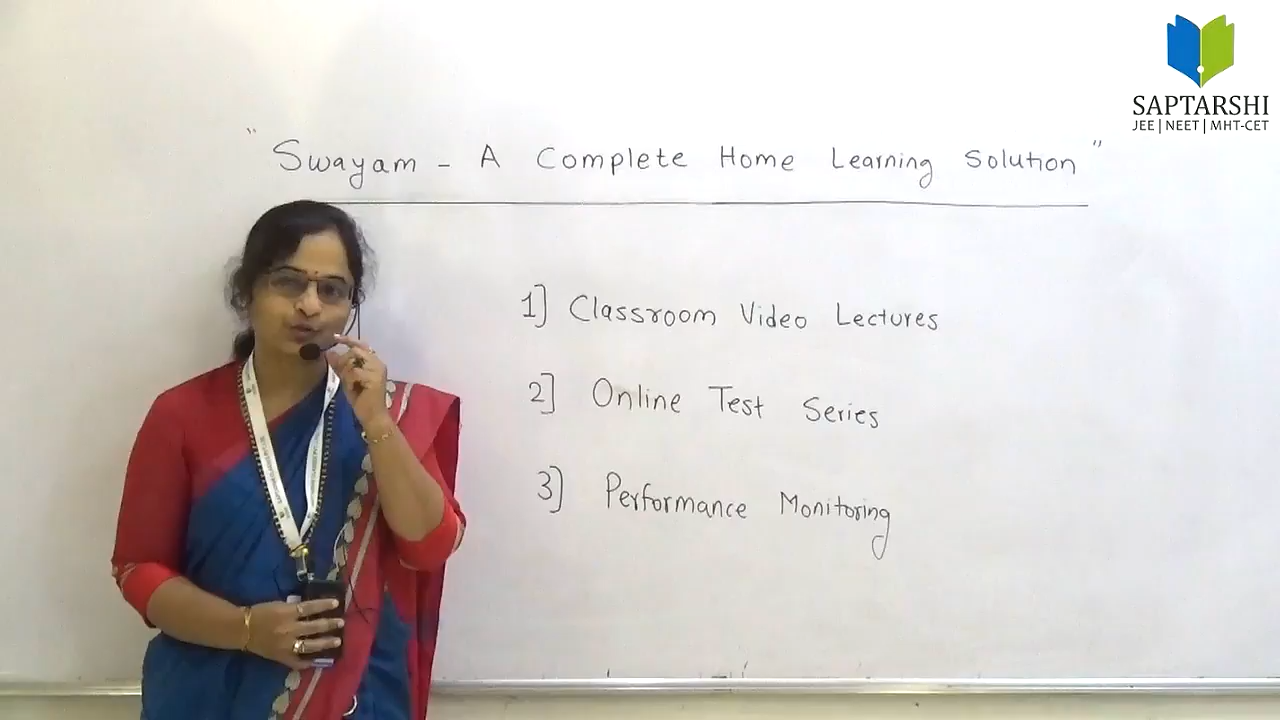 SAPTARSHI
JEE | NEET | MHT-CET
" Swayam - A Complete Home Learning Solution "
1] Classroom Video Lectures
2] Online Test Series
3] Performance Monitoring